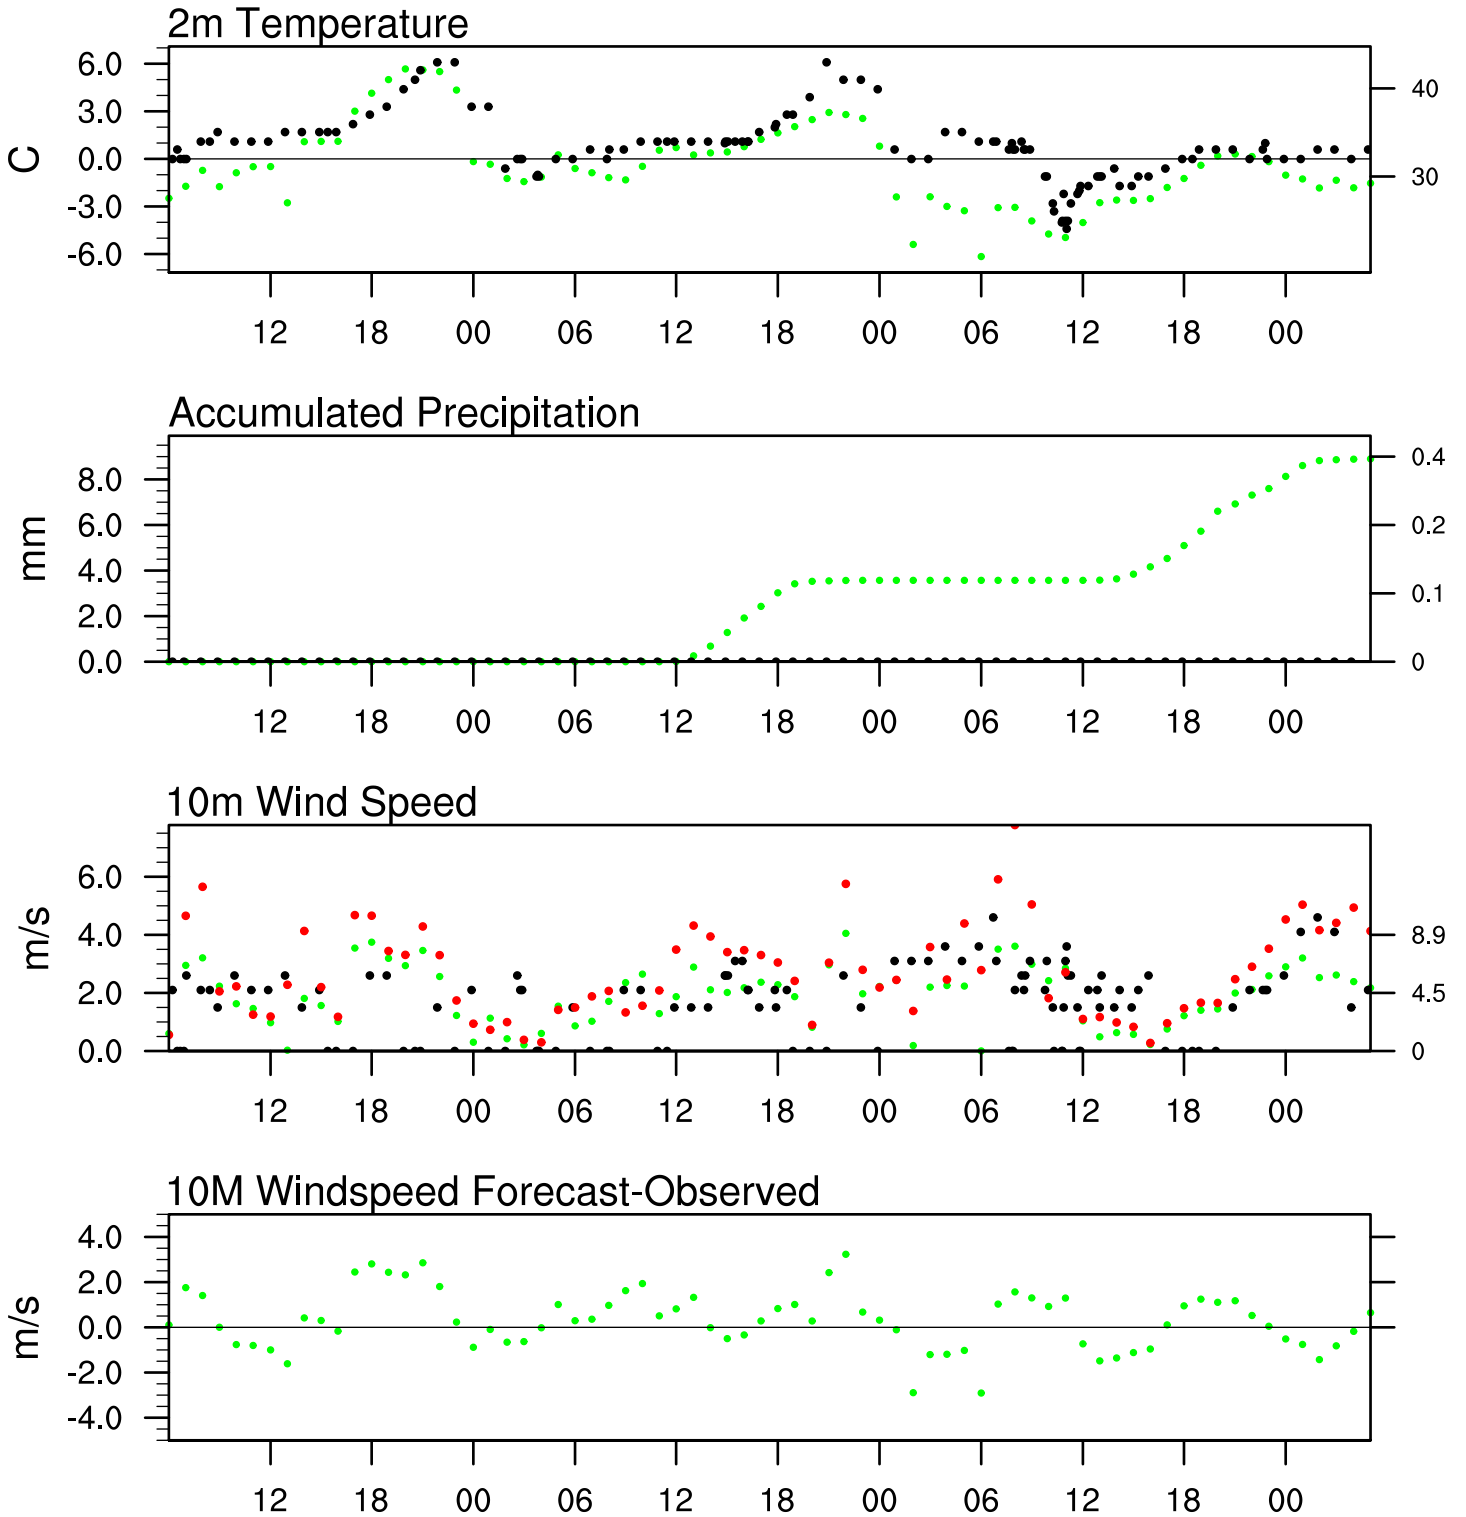 2m Temperature
6.0
3.0
0.0
-3.0
-6.0
C
40
30
12 18 00 06 12 18 00 06 12 18 00
Accumulated Precipitation
8.0
6.0
4.0
2.0
0.0
mm
0.4
0.2
0.1
0
12 18 00 06 12 18 00 06 12 18 00
10m Wind Speed
6.0
4.0
2.0
0.0
m/s
8.9
4.5
0
12 18 00 06 12 18 00 06 12 18 00
10M Windspeed Forecast-Observed
4.0
2.0
0.0
-2.0
-4.0
m/s
12 18 00 06 12 18 00 06 12 18 00